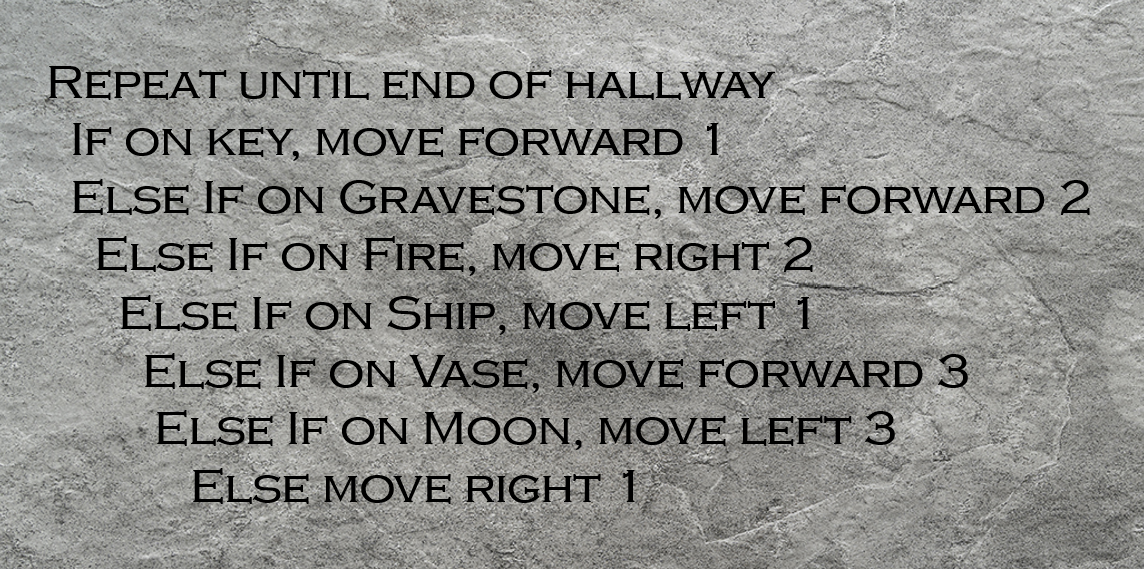 Repeat until end of hallway
If on key, move forward 1
Else If on Gravestone, move forward 2
Else If on Fire, move right 2
Else If on Ship, move left 1
Else If on Vase, move forward 3
Else If on Moon, move left 3
Else move right 1